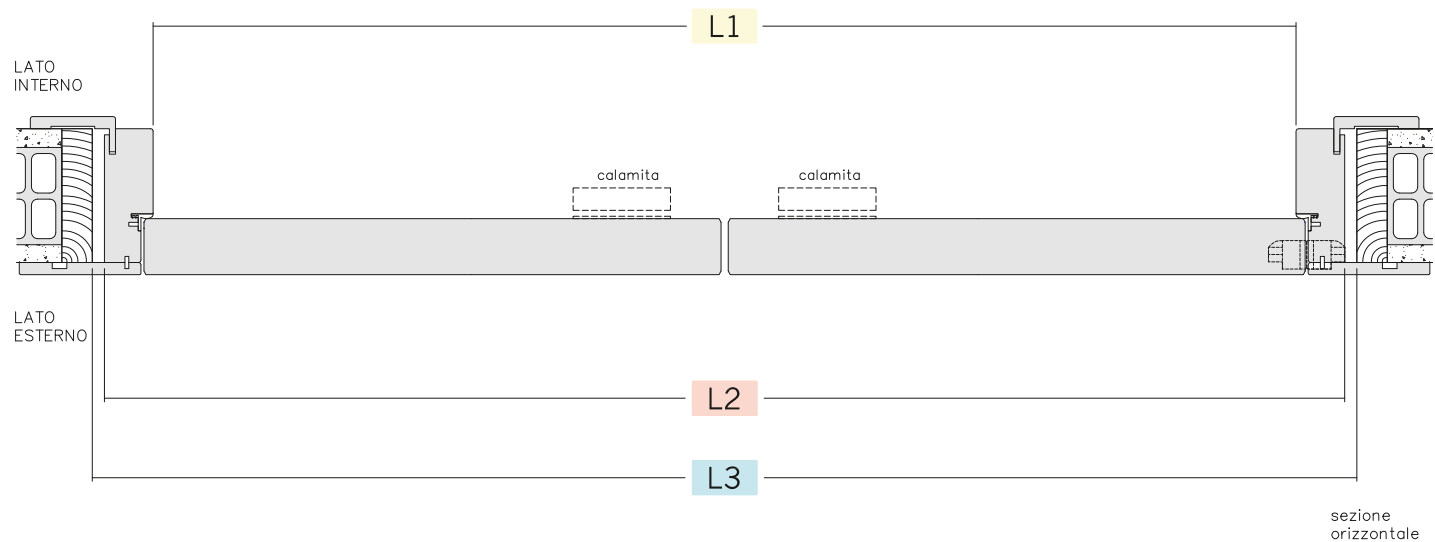 L1
LATO
INTERNO
calamita
calamita
LATO
ESTERNO
L2
L3
sezione
orizzontale